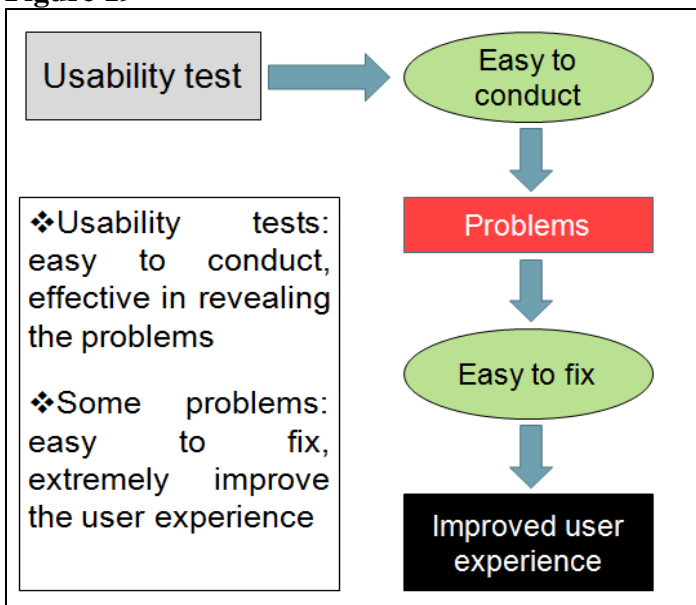 Usability test
Easy to
conduct
Problems
Easy to fix
Improved user
experience
❖Usability tests:
easy to conduct,
effective in revealing
the problems
❖Some problems:
easy to fix,
extremely improve
the user experience